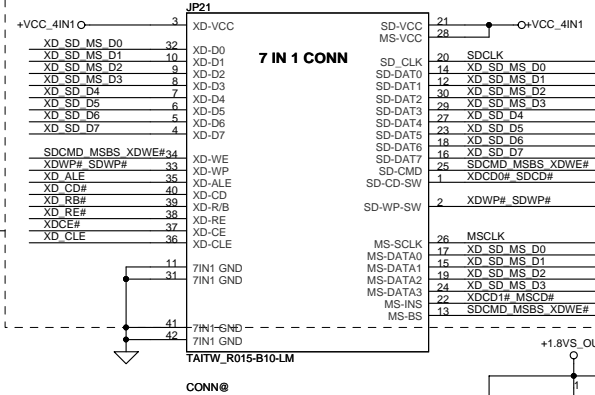 JP21
+VCC_4IN1 3 XD-VCC SD-VCC 21 +VCC_4IN1
MS-VCC 28
7 IN 1 CONN
XD_SD_MS_D0 32 XD-D0
XD_SD_MS_D1 10 XD-D1
XD_SD_MS_D2 9 XD-D2
XD_SD_MS_D3 8 XD-D3
XD_SD_D4 7 XD-D4
XD_SD_D5 6 XD-D5
XD_SD_D6 5 XD-D6
XD_SD_D7 4 XD-D7
SDCMD_MSBS_XDWE# 34 XD-WE
XDWP#_SDWP# 33 XD-WP
XD_ALE 35 XD-ALE
XD_CD# 40 XD-CD
XD_RB# 39 XD-R/B
XD_RE# 38 XD-RE
XDCE# 37 XD-CE
XD_CLE 36 XD-CLE
11 7IN1 GND
31 7IN1 GND
41 7IN1 GND
42 7IN1 GND
SD_CLK 20 SDCLK
SD-DAT0 14 XD_SD_MS_D0
SD-DAT1 12 XD_SD_MS_D1
SD-DAT2 30 XD_SD_MS_D2
SD-DAT3 29 XD_SD_MS_D3
SD-DAT4 27 XD_SD_D4
SD-DAT5 23 XD_SD_D5
SD-DAT6 18 XD_SD_D6
SD-DAT7 16 XD_SD_D7
SD-CMD 25 SDCMD_MSBS_XDWE#
SD-CD-SW 1 XDCD0#_SDCD#
SD-WP-SW 2 XDWP#_SDWP#
MS-SCLK 26 MSCLK
MS-DATA0 17 XD_SD_MS_D0
MS-DATA1 15 XD_SD_MS_D1
MS-DATA2 19 XD_SD_MS_D2
MS-DATA3 24 XD_SD_MS_D3
MS-INS 22 XDCD1#_MSCD#
MS-BS 13 SDCMD_MSBS_XDWE#
TAITW_R015-B10-LM
CONN@
+1.8VS_OU
1